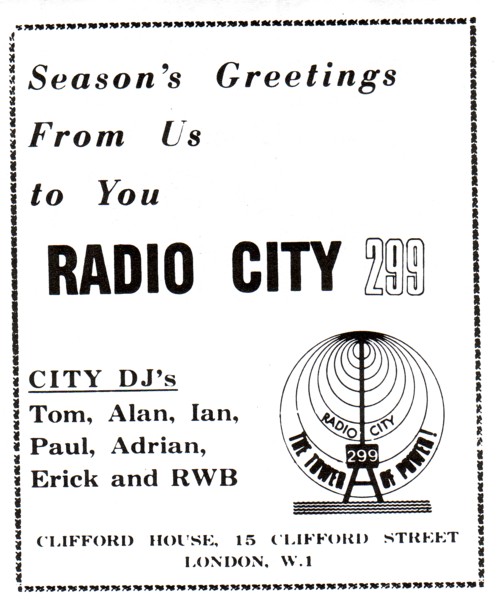 Season's Greetings
From Us
to You
RADIO CITY 299
CITY DJ's
Tom, Alan, Ian,
Paul, Adrian,
Erick and RWB
RADIO CITY
299
THE TOWER OF POWER!
CLIFFORD HOUSE, 15 CLIFFORD STREET
LONDON, W.1